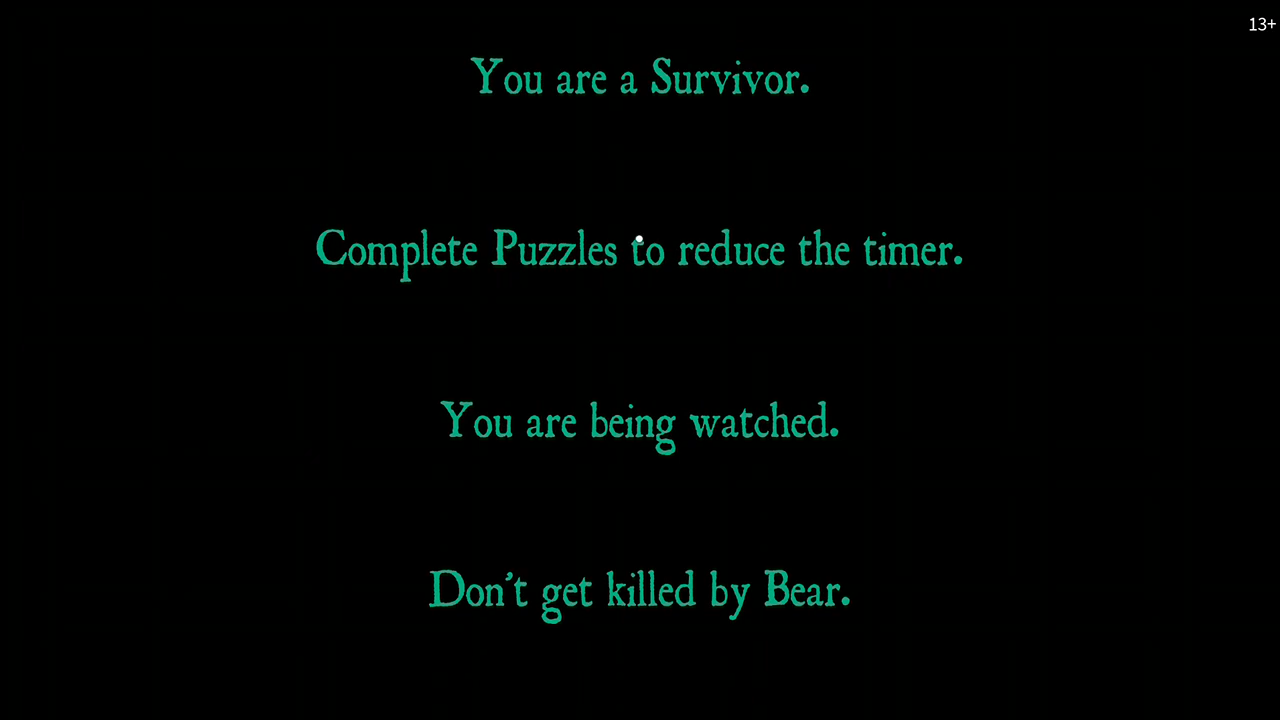 13+
You are a Survivor.
Complete Puzzles to reduce the timer.
You are being watched.
Don't get killed by Bear.